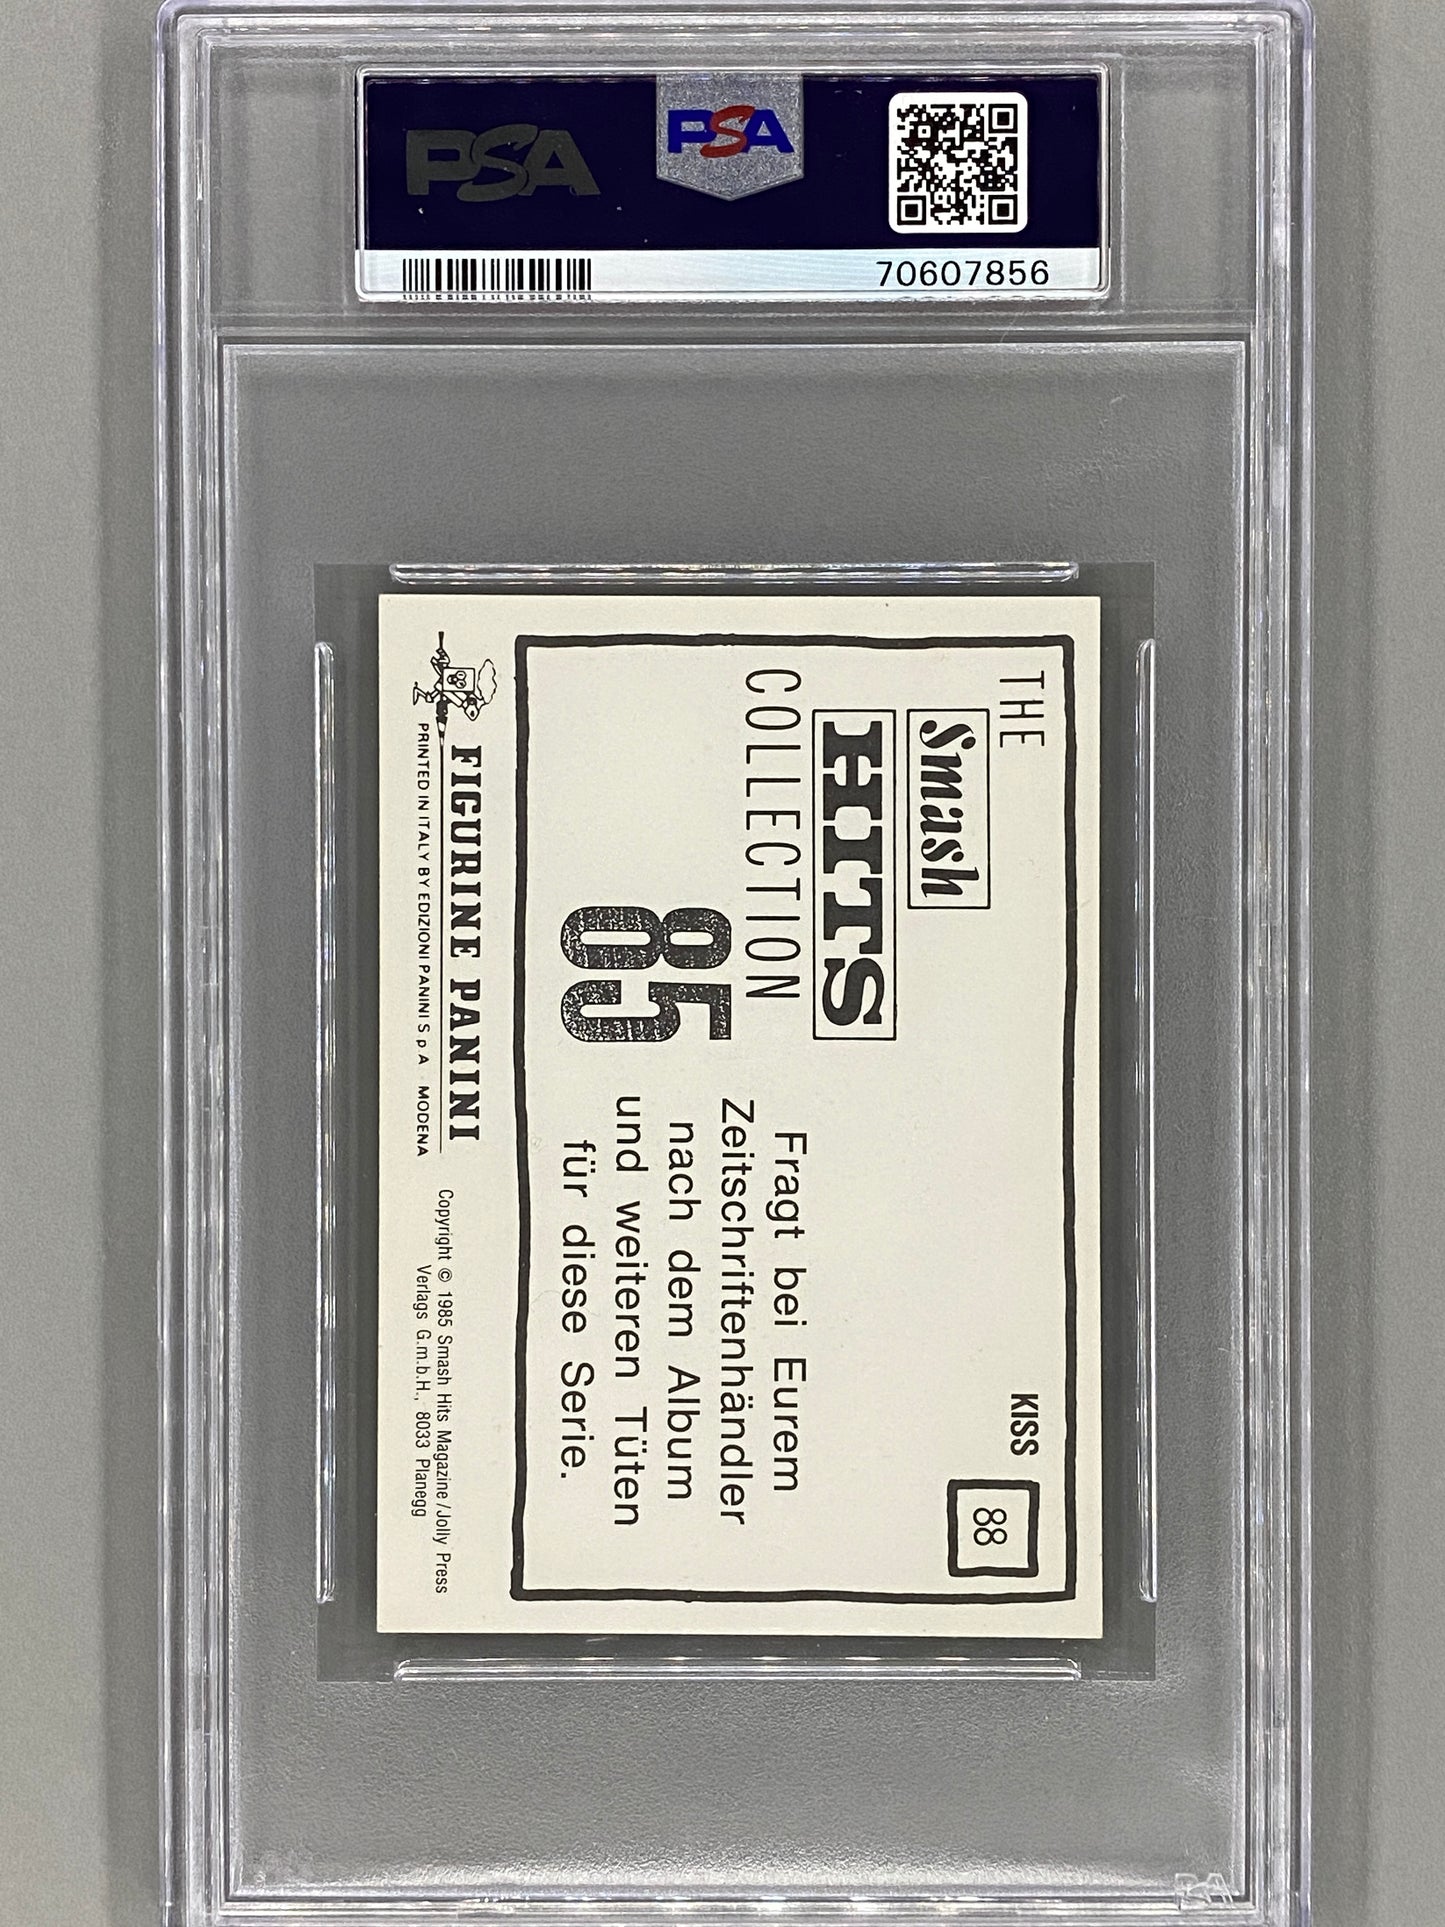 PSA
PSA
70607856
THE
Smash
HITS
COLLECTION
85
KISS
88
Fragt bei Eurem
Zeitschriftenhändler
nach dem Album
und weiteren Tüten
für diese Serie.
FIGURINE PANINI
PRINTED IN ITALY BY EDIZIONI PANINI S p A - MODENA
Copyright © 1985 Smash Hits Magazine/Jolly Press
Verlags G.m.b.H., 8033 Planegg
PSA